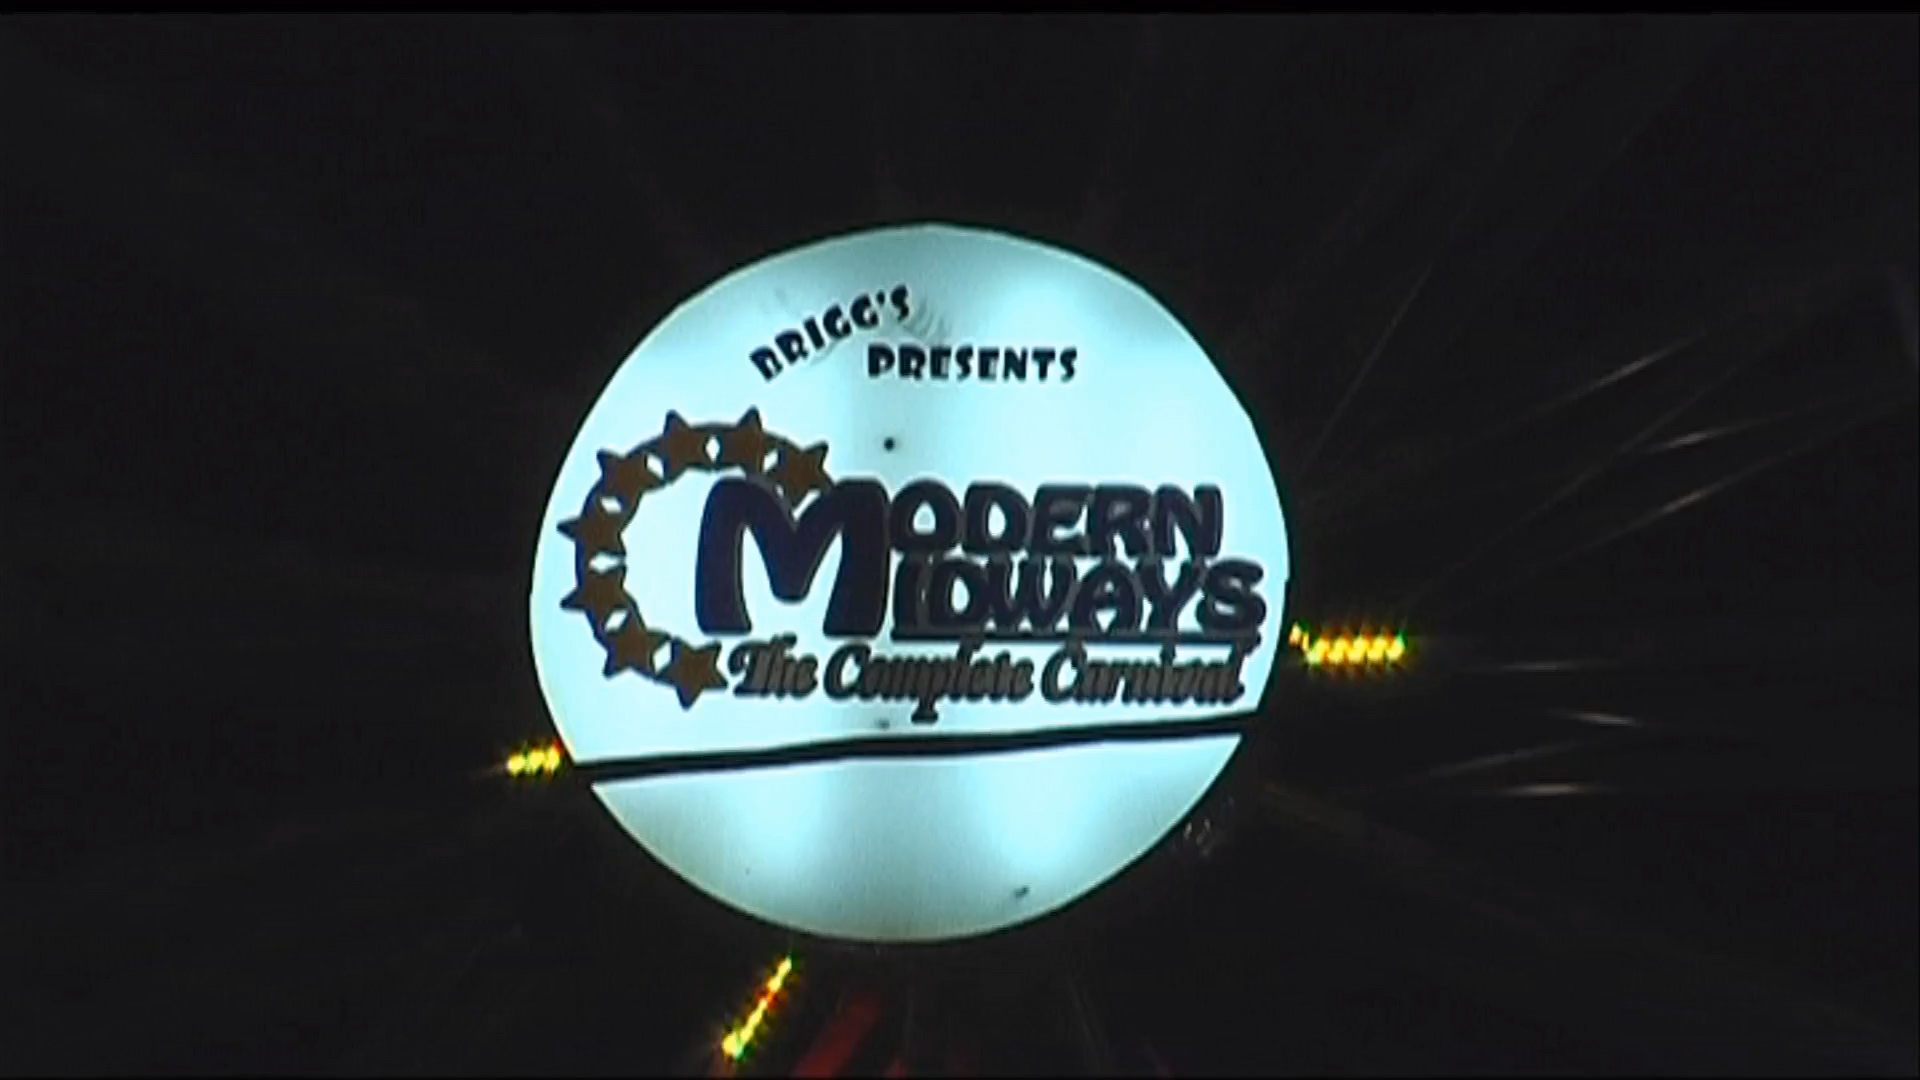 BRIGG'S
PRESENTS
MODERN
MIDWAYS
The Complete Carnival